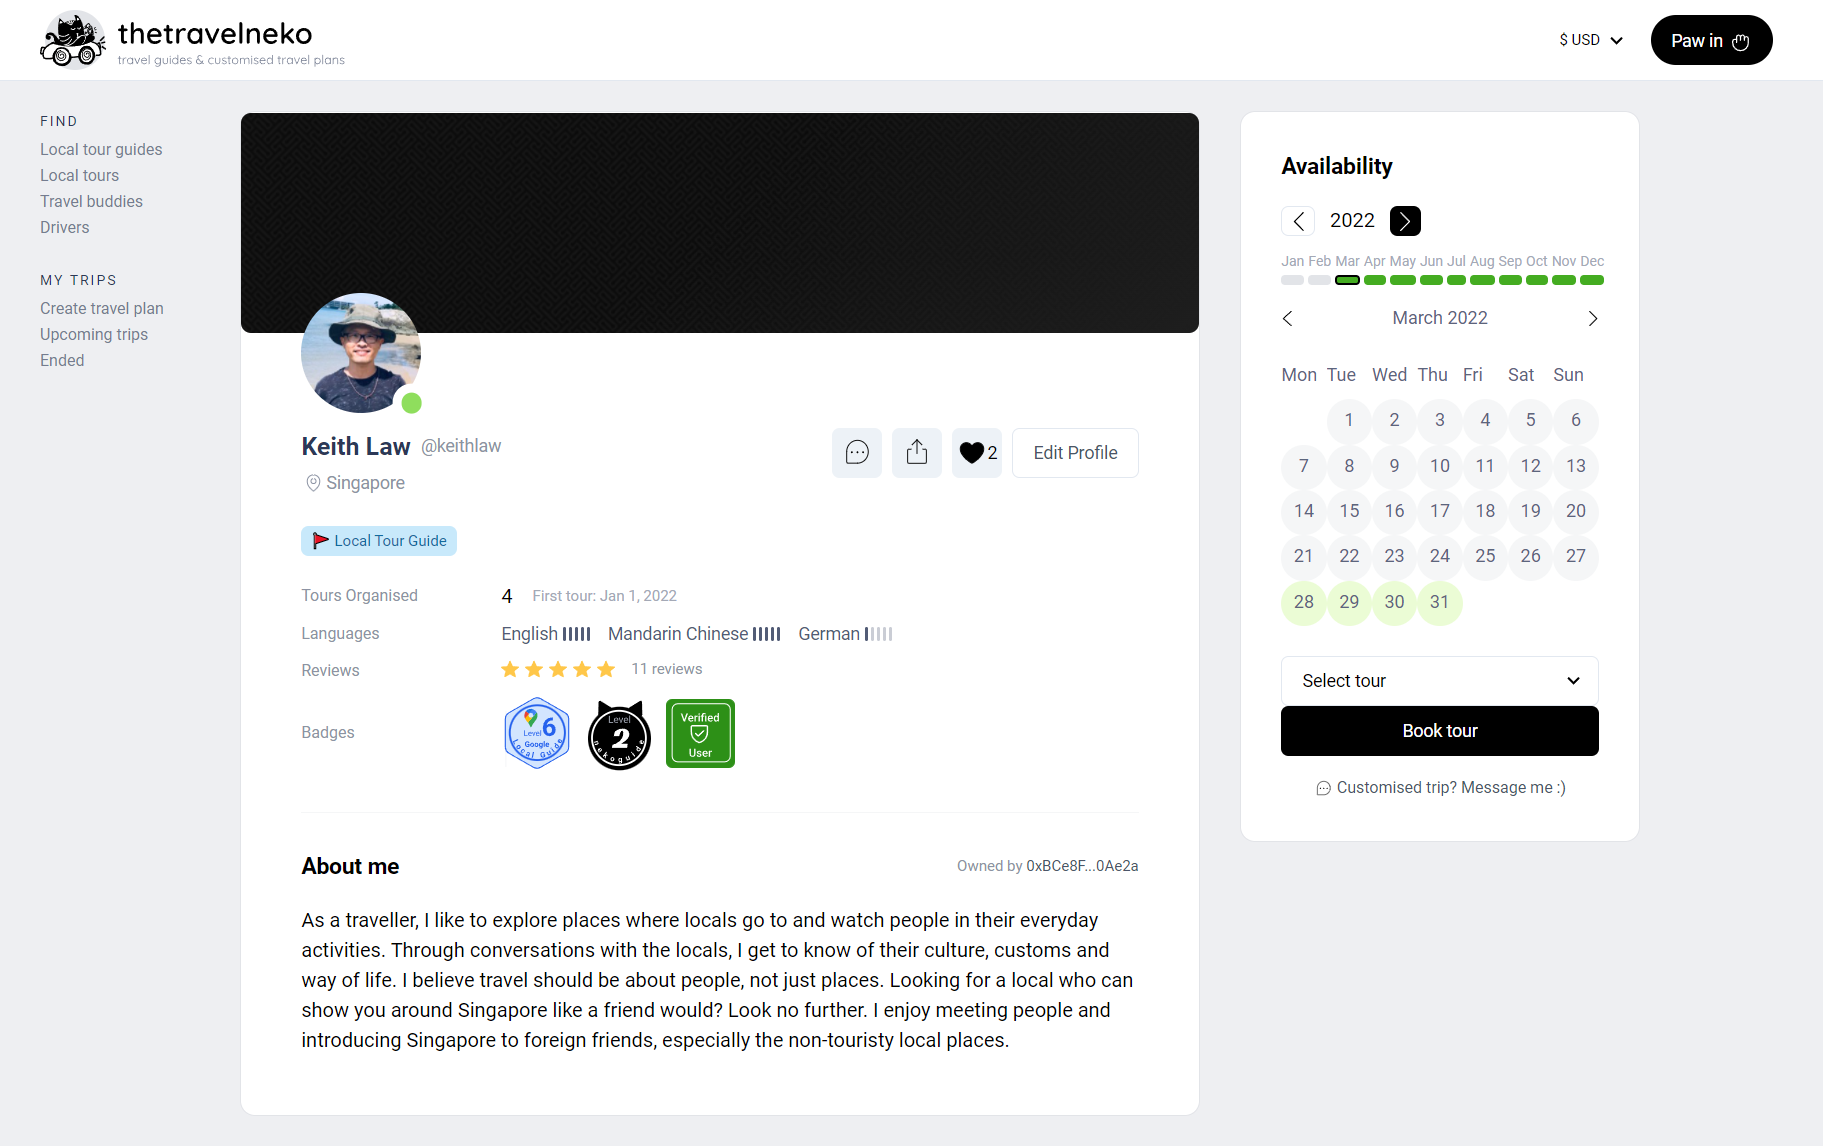 thetravelneko
travel guides & customised travel plans
$ USD
Paw in
FIND
Local tour guides
Local tours
Travel buddies
Drivers
MY TRIPS
Create travel plan
Upcoming trips
Ended
Keith Law @keithlaw
Singapore
2
Edit Profile
Local Tour Guide
Tours Organised 4 First tour: Jan 1, 2022
Languages English Mandarin Chinese German
Reviews 11 reviews
Badges
Level 6
Google
Local Guide
Level
2
nekoguide
Verified
User
About me
Owned by 0xBCe8F...0Ae2a
As a traveller, I like to explore places where locals go to and watch people in their everyday
activities. Through conversations with the locals, I get to know of their culture, customs and
way of life. I believe travel should be about people, not just places. Looking for a local who can
show you around Singapore like a friend would? Look no further. I enjoy meeting people and
introducing Singapore to foreign friends, especially the non-touristy local places.
Availability
2022
Jan Feb Mar Apr May Jun Jul Aug Sep Oct Nov Dec
March 2022
Mon Tue Wed Thu Fri Sat Sun
1 2 3 4 5 6
7 8 9 10 11 12 13
14 15 16 17 18 19 20
21 22 23 24 25 26 27
28 29 30 31
Select tour
Book tour
Customised trip? Message me :)